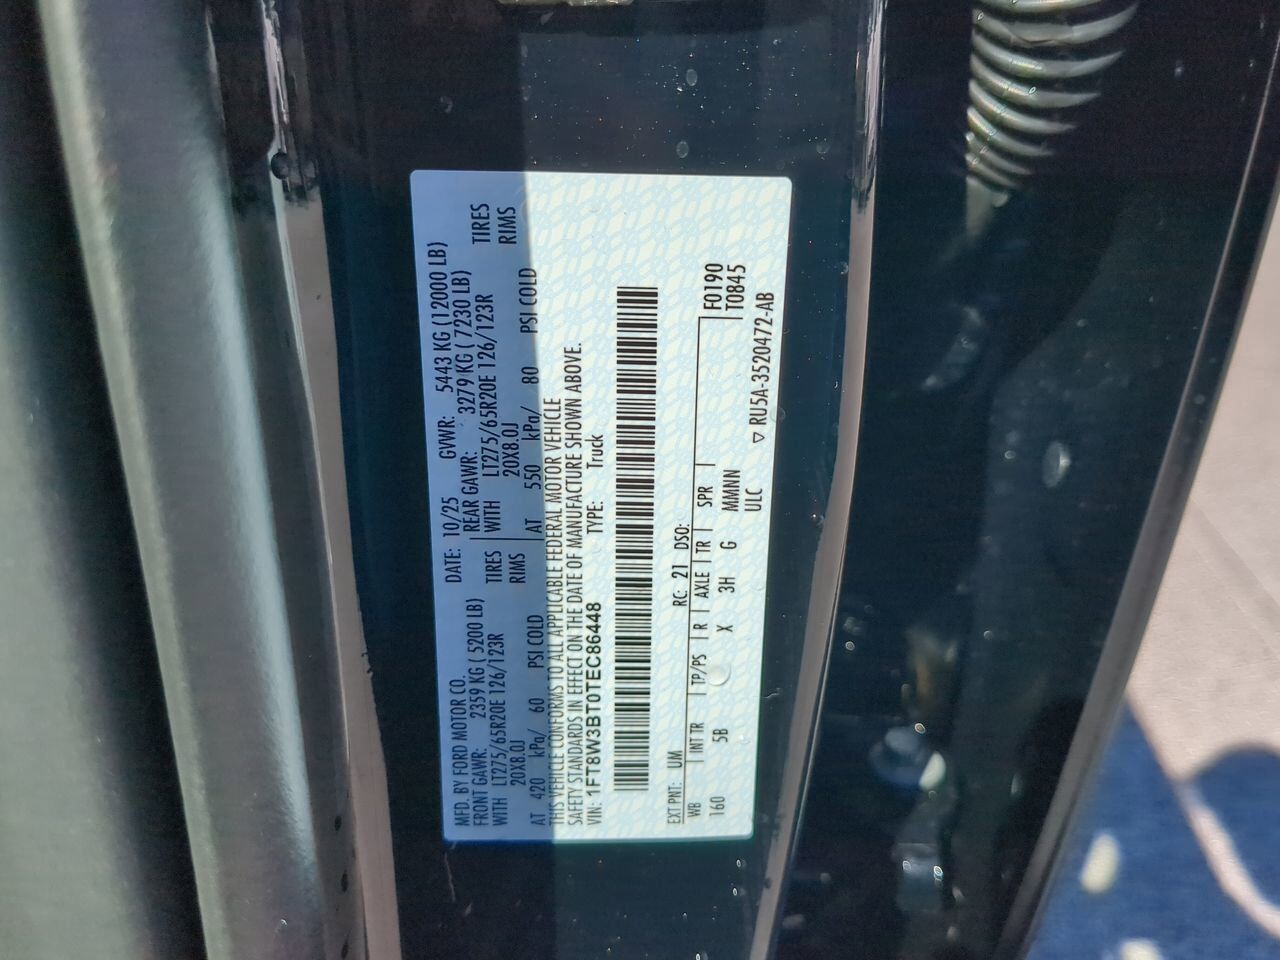 MFD. BY FORD MOTOR CO.
DATE: 10/25 GVWR: 5443 KG (12000 LB)
FRONT GAWR: 2359 KG ( 5200 LB) REAR GAWR: 3279 KG ( 7230 LB)
WITH LT275/65R20E 126/123R TIRES WITH LT275/65R20E 126/123R TIRES
20X8.0J RIMS 20X8.0J RIMS
AT 420 kPa/ 60 PSI COLD AT 550 kPa/ 80 PSI COLD
THIS VEHICLE CONFORMS TO ALL APPLICABLE FEDERAL MOTOR VEHICLE
SAFETY STANDARDS IN EFFECT ON THE DATE OF MANUFACTURE SHOWN ABOVE.
VIN: 1FT8W3BT0TEC86448 TYPE: Truck
EXT PNT: UM RC: 21 DSO:
WB INT TR TP/PS R AXLE TR SPR F0190
160 5B X 3H G MMNNN T0845
ULC
▽ RU5A-3520472-AB